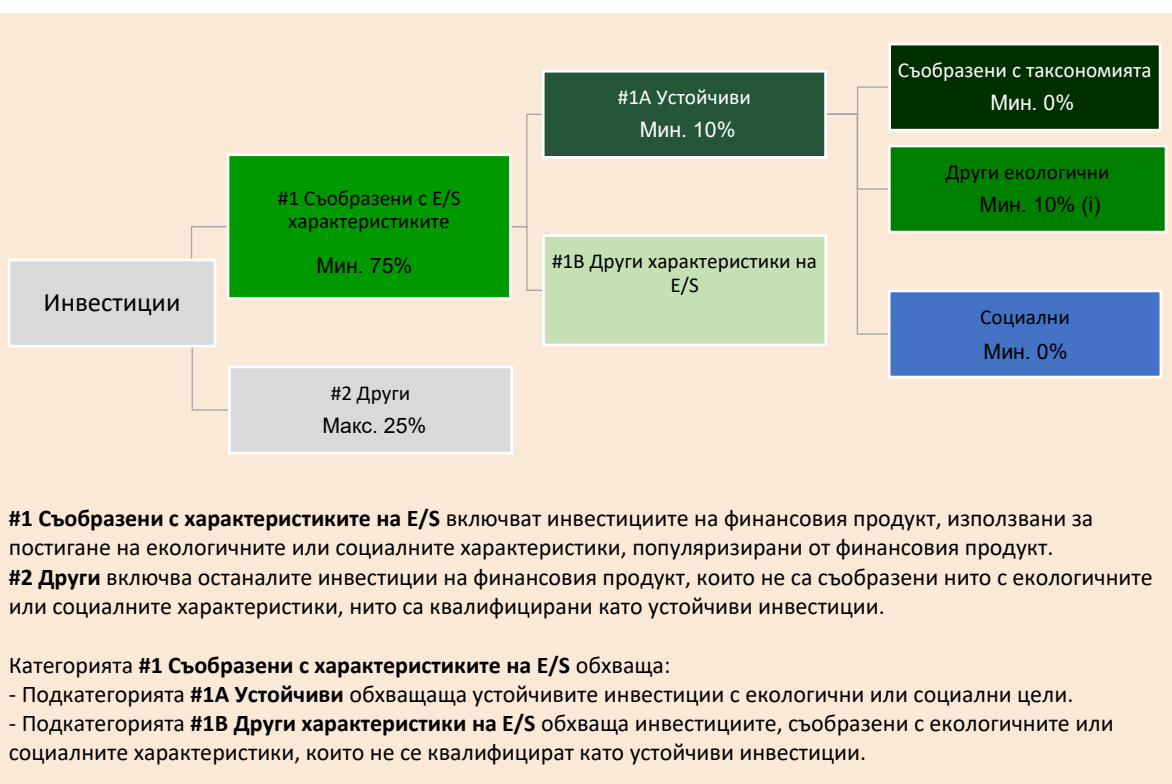 Съобразени с таксономията
Мин. 0%
#1A Устойчиви
Мин. 10%
Други екологични
Мин. 10% (i)
#1 Съобразени с E/S
характеристиките
Мин. 75%
#1B Други характеристики на
E/S
Инвестиции
Социални
Мин. 0%
#2 Други
Макс. 25%
#1 Съобразени с характеристиките на E/S включват инвестициите на финансовия продукт, използвани за
постигане на екологичните или социалните характеристики, популяризирани от финансовия продукт.
#2 Други включва останалите инвестиции на финансовия продукт, които не са съобразени нито с екологичните
или социалните характеристики, нито са квалифицирани като устойчиви инвестиции.
Категорията #1 Съобразени с характеристиките на E/S обхваща:
- Подкатегорията #1A Устойчиви обхващаща устойчивите инвестиции с екологични или социални цели.
- Подкатегорията #1B Други характеристики на E/S обхваща инвестициите, съобразени с екологичните или
социалните характеристики, които не се квалифицират като устойчиви инвестиции.